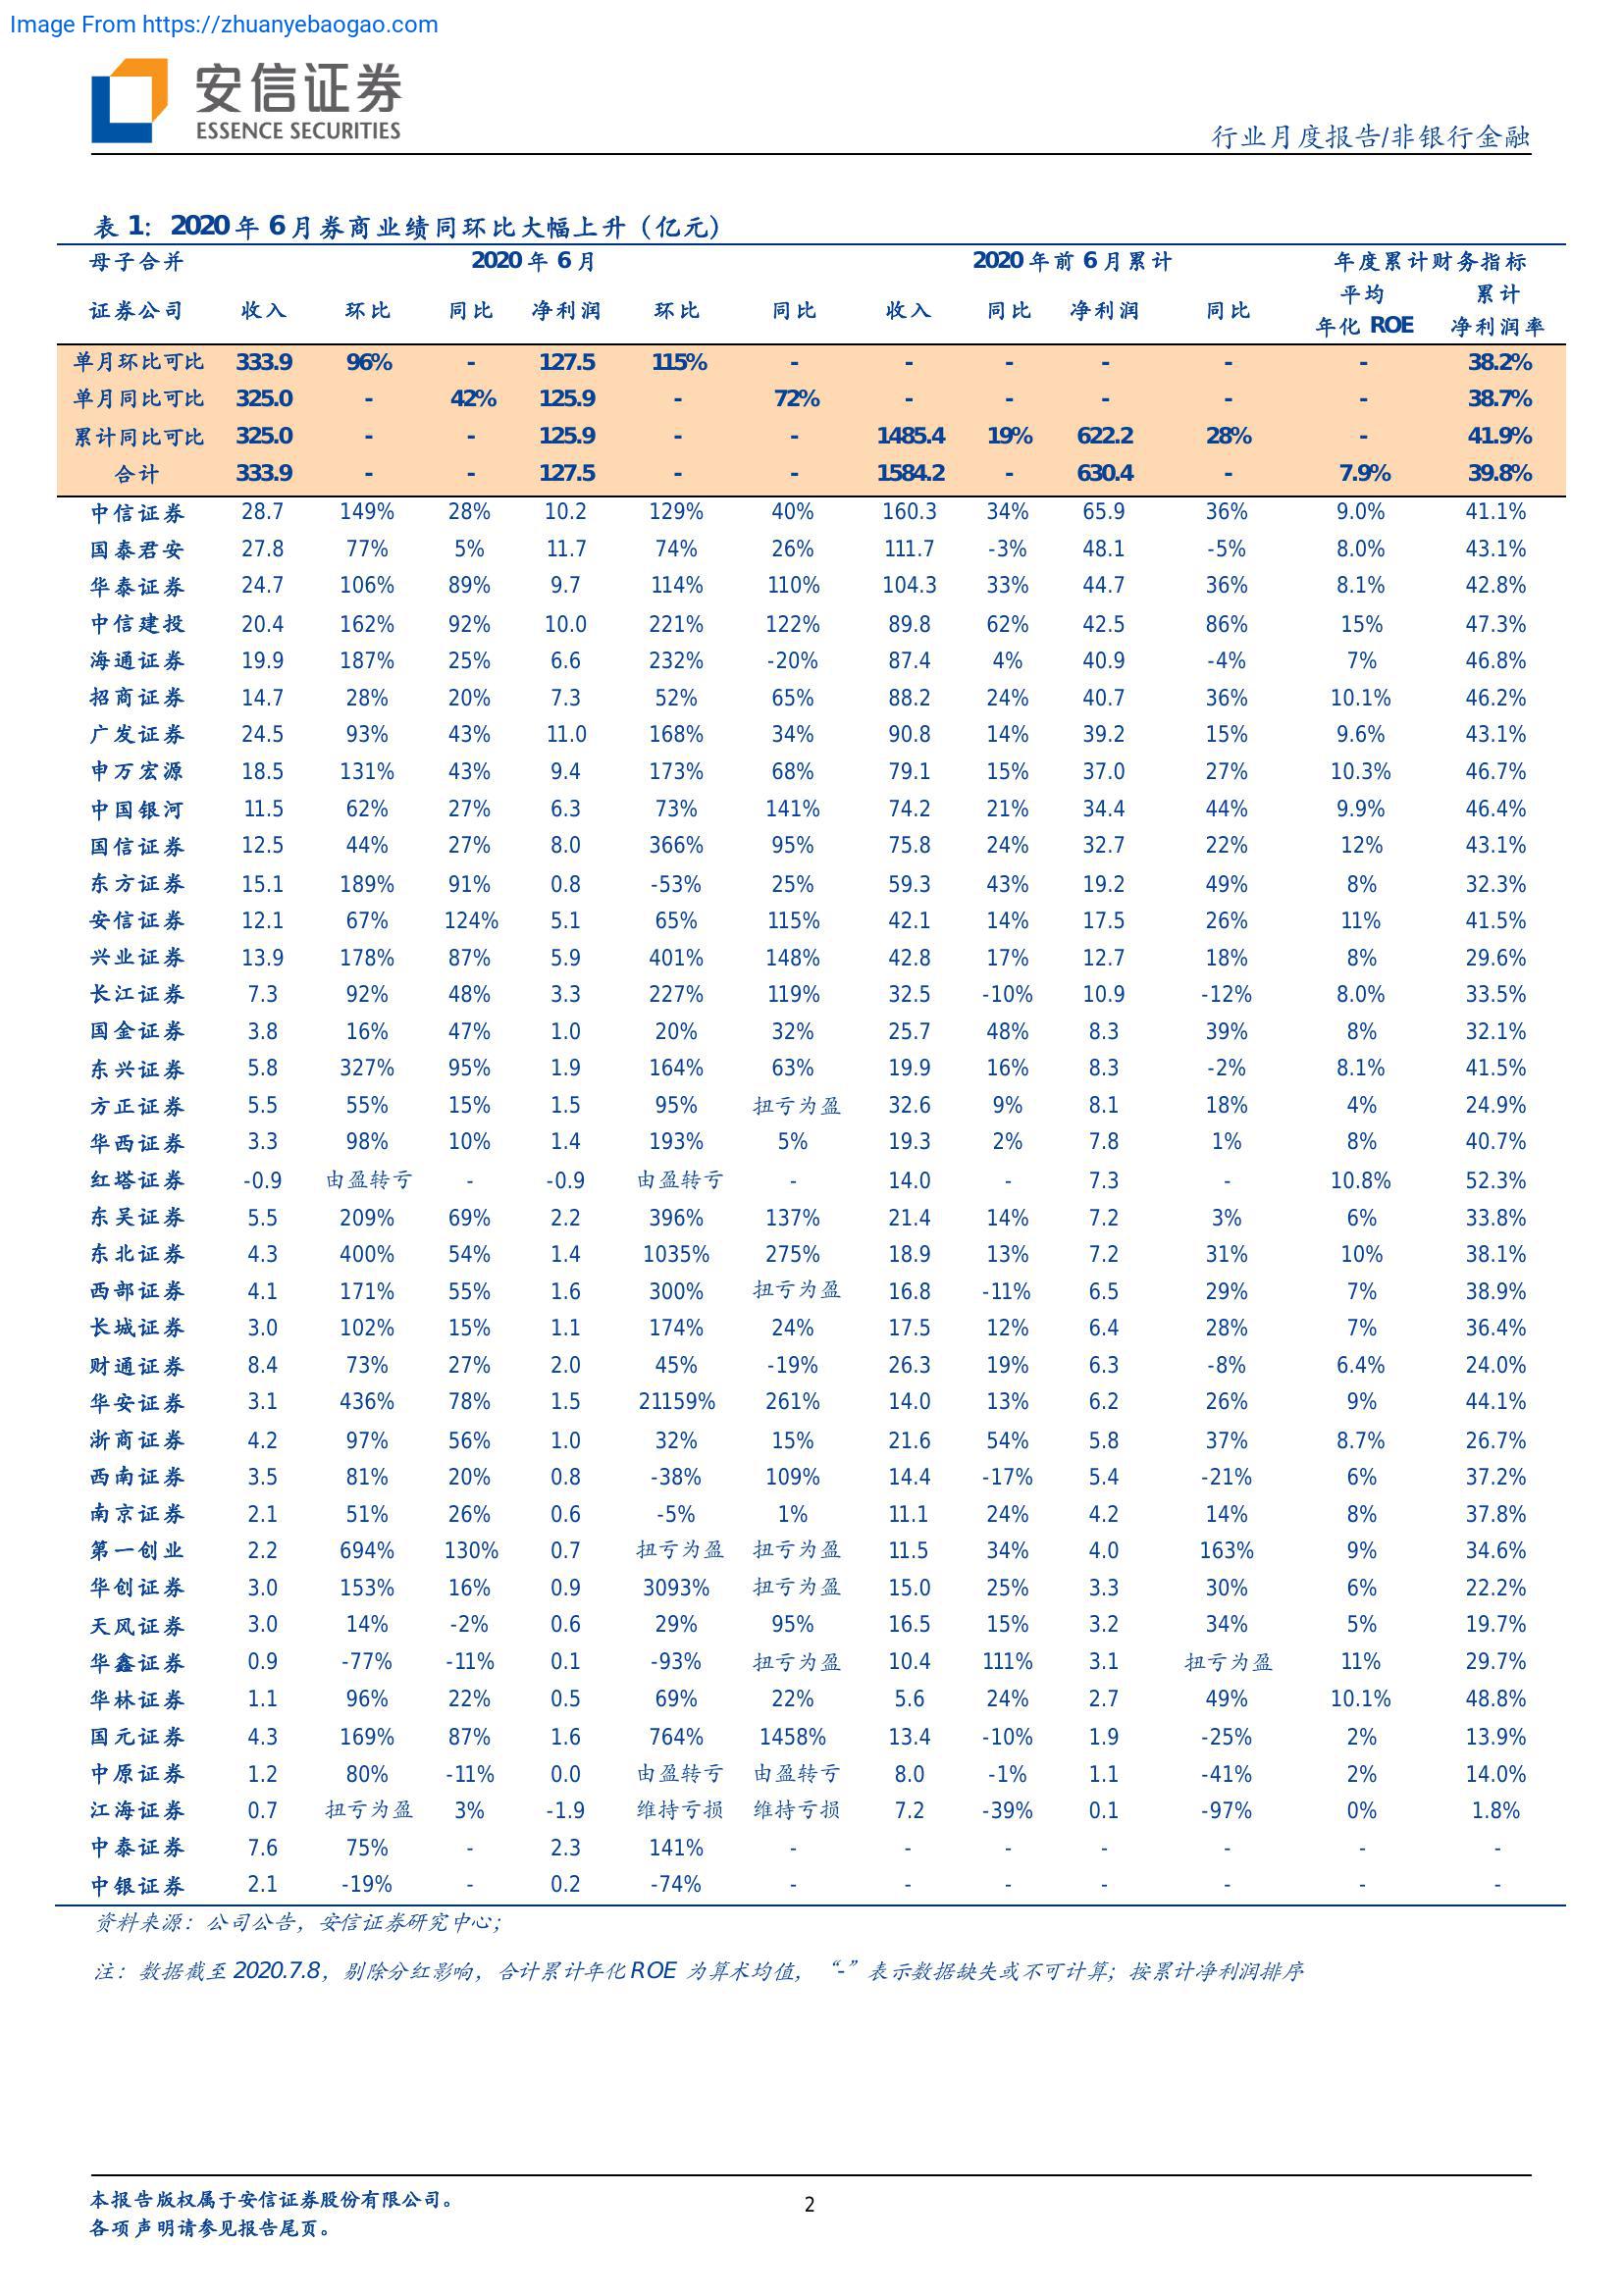 Image From https://zhuanyebaogao.com
安信证券
ESSENCE SECURITIES
行业月度报告/非银行金融
表 1： 2020 年 6 月券商业绩同环比大幅上升（亿元）
母子合并 2020 年 6 月 2020 年前 6 月累计 年度累计财务指标
证券公司 收入 环比 同比 净利润 环比 同比 收入 同比 净利润 同比 平均 年化 ROE 累计 净利润率
单月环比可比 333.9 96% - 127.5 115% - - - - - - 38.2%
单月同比可比 325.0 - 42% 125.9 - 72% - - - - - 38.7%
累计同比可比 325.0 - - 125.9 - - 1485.4 19% 622.2 28% - 41.9%
合计 333.9 - - 127.5 - - 1584.2 - 630.4 - 7.9% 39.8%
中信证券 28.7 149% 28% 10.2 129% 40% 160.3 34% 65.9 36% 9.0% 41.1%
国泰君安 27.8 77% 5% 11.7 74% 26% 111.7 -3% 48.1 -5% 8.0% 43.1%
华泰证券 24.7 106% 89% 9.7 114% 110% 104.3 33% 44.7 36% 8.1% 42.8%
中信建投 20.4 162% 92% 10.0 221% 122% 89.8 62% 42.5 86% 15% 47.3%
海通证券 19.9 187% 25% 6.6 232% -20% 87.4 4% 40.9 -4% 7% 46.8%
招商证券 14.7 28% 20% 7.3 52% 65% 88.2 24% 40.7 36% 10.1% 46.2%
广发证券 24.5 93% 43% 11.0 168% 34% 90.8 14% 39.2 15% 9.6% 43.1%
申万宏源 18.5 131% 43% 9.4 173% 68% 79.1 15% 37.0 27% 10.3% 46.7%
中国银河 11.5 62% 27% 6.3 73% 141% 74.2 21% 34.4 44% 9.9% 46.4%
国信证券 12.5 44% 27% 8.0 366% 95% 75.8 24% 32.7 22% 12% 43.1%
东方证券 15.1 189% 91% 0.8 -53% 25% 59.3 43% 19.2 49% 8% 32.3%
安信证券 12.1 67% 124% 5.1 65% 115% 42.1 14% 17.5 26% 11% 41.5%
兴业证券 13.9 178% 87% 5.9 401% 148% 42.8 17% 12.7 18% 8% 29.6%
长江证券 7.3 92% 48% 3.3 227% 119% 32.5 -10% 10.9 -12% 8.0% 33.5%
国金证券 3.8 16% 47% 1.0 20% 32% 25.7 48% 8.3 39% 8% 32.1%
东兴证券 5.8 327% 95% 1.9 164% 63% 19.9 16% 8.3 -2% 8.1% 41.5%
方正证券 5.5 55% 15% 1.5 95% 扭亏为盈 32.6 9% 8.1 18% 4% 24.9%
华西证券 3.3 98% 10% 1.4 193% 5% 19.3 2% 7.8 1% 8% 40.7%
红塔证券 -0.9 由盈转亏 - -0.9 由盈转亏 - 14.0 - 7.3 - 10.8% 52.3%
东吴证券 5.5 209% 69% 2.2 396% 137% 21.4 14% 7.2 3% 6% 33.8%
东北证券 4.3 400% 54% 1.4 1035% 275% 18.9 13% 7.2 31% 10% 38.1%
西部证券 4.1 171% 55% 1.6 300% 扭亏为盈 16.8 -11% 6.5 29% 7% 38.9%
长城证券 3.0 102% 15% 1.1 174% 24% 17.5 12% 6.4 28% 7% 36.4%
财通证券 8.4 73% 27% 2.0 45% -19% 26.3 19% 6.3 -8% 6.4% 24.0%
华安证券 3.1 436% 78% 1.5 21159% 261% 14.0 13% 6.2 26% 9% 44.1%
浙商证券 4.2 97% 56% 1.0 32% 15% 21.6 54% 5.8 37% 8.7% 26.7%
西南证券 3.5 81% 20% 0.8 -38% 109% 14.4 -17% 5.4 -21% 6% 37.2%
南京证券 2.1 51% 26% 0.6 -5% 1% 11.1 24% 4.2 14% 8% 37.8%
第一创业 2.2 694% 130% 0.7 扭亏为盈 扭亏为盈 11.5 34% 4.0 163% 9% 34.6%
华创证券 3.0 153% 16% 0.9 3093% 扭亏为盈 15.0 25% 3.3 30% 6% 22.2%
天风证券 3.0 14% -2% 0.6 29% 95% 16.5 15% 3.2 34% 5% 19.7%
华鑫证券 0.9 -77% -11% 0.1 -93% 扭亏为盈 10.4 111% 3.1 扭亏为盈 11% 29.7%
华林证券 1.1 96% 22% 0.5 69% 22% 5.6 24% 2.7 49% 10.1% 48.8%
国元证券 4.3 169% 87% 1.6 764% 1458% 13.4 -10% 1.9 -25% 2% 13.9%
中原证券 1.2 80% -11% 0.0 由盈转亏 由盈转亏 8.0 -1% 1.1 -41% 2% 14.0%
江海证券 0.7 扭亏为盈 3% -1.9 维持亏损 维持亏损 7.2 -39% 0.1 -97% 0% 1.8%
中泰证券 7.6 75% - 2.3 141% - - - - - - -
中银证券 2.1 -19% - 0.2 -74% - - - - - - -
资料来源：公司公告，安信证券研究中心；
注：数据截至 2020.7.8，剔除分红影响，合计累计年化 ROE 为算术均值，“-”表示数据缺失或不可计算；按累计净利润排序
本报告版权属于安信证券股份有限公司。
各项声明请参见报告尾页。
2